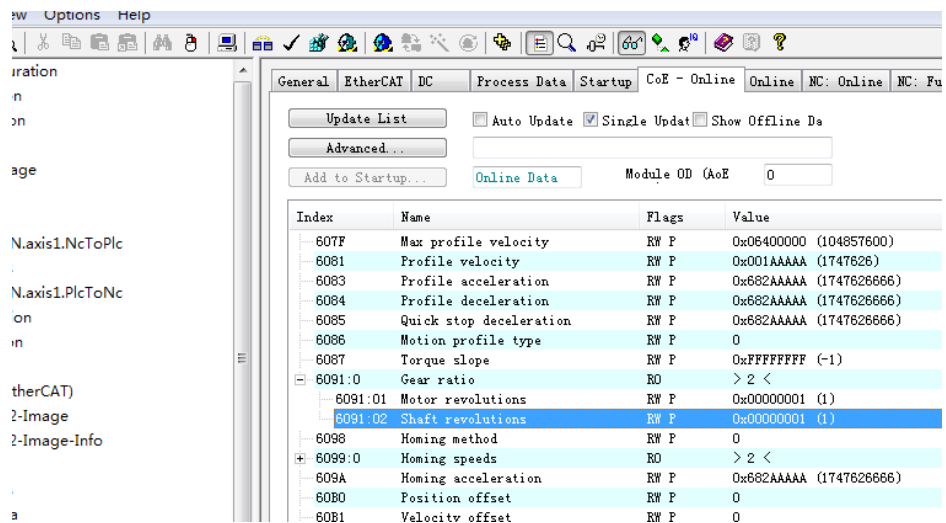 ew Options Help
uration
on
on
age
N.axis1.NcToPlc
N.axis1.PlcToNc
ion
on
therCAT)
2-Image
2-Image-Info
a
General EtherCAT DC Process Data Startup CoE - Online Online NC: Online NC: Fu
Update List Auto Update Single Updat Show Offline Da
Advanced...
Add to Startup... Online Data Module OD (AoE 0
Index Name Flags Value
607F Max profile velocity RW P 0x06400000 (104857600)
6081 Profile velocity RW P 0x001AAAAA (1747626)
6083 Profile acceleration RW P 0x682AAAAA (1747626666)
6084 Profile deceleration RW P 0x682AAAAA (1747626666)
6085 Quick stop deceleration RW P 0x682AAAAA (1747626666)
6086 Motion profile type RW P 0
6087 Torque slope RW P 0xFFFFFFFF (-1)
6091:0 Gear ratio RO > 2 <
6091:01 Motor revolutions RW P 0x00000001 (1)
6091:02 Shaft revolutions RW P 0x00000001 (1)
6098 Homing method RW P 0
6099:0 Homing speeds RO > 2 <
609A Homing acceleration RW P 0x682AAAAA (1747626666)
60B0 Position offset RW P 0
60B1 Velocity offset RW P 0